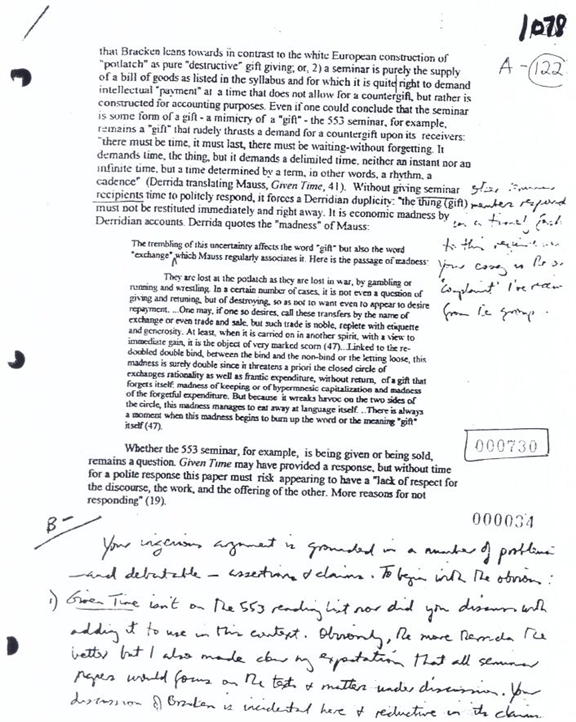 1078
A - 122
that Bracken leans towards in contrast to the white European construction of
"potlatch" as pure "destructive" gift giving; or, 2) a seminar is purely the supply
of a bill of goods as listed in the syllabus and for which it is quite right to demand
intellectual "payment" at a time that does not allow for a countergift, but rather is
constructed for accounting purposes. Even if one could conclude that the seminar
is some form of a gift - a mimicry of a "gift" - the 553 seminar, for example,
remains a "gift" that rudely thrusts a demand for a countergift upon its receivers:
"there must be time, it must last, there must be waiting-without forgetting. It
demands time, the thing, but it demands a delimited time, neither an instant nor an
infinite time, but a time determined by a term, in other words, a rhythm, a
cadence" (Derrida translating Mauss, Given Time, 41). Without giving seminar
recipients time to politely respond, it forces a Derridian duplicity: "the thing (gift)
must not be restituted immediately and right away. It is economic madness by
Derridian accounts. Derrida quotes the "madness" of Mauss:
members respond
in a timely
to this
Your essay is the
'complaint' I've
from the group.
The trembling of this uncertainty affects the word "gift" but also the word
"exchange" which Mauss regularly associates it. Here is the passage of madness:
They are lost at the potlach as they are lost in war, by gambling or
running and wrestling. In a certain number of cases, it is not even a question of
giving and retuning, but of destroying, so as not to want even to appear to desire
repayment. ...One may, if one so desires, call these transfers by the name of
exchange or even trade and sale, but such trade is noble, replete with etiquette
and generosity. At least, when it is carried on in another spirit, with a view to
immediate gain, it is the object of very marked scorn (47)...Linked to the re-
doubled double bind, between the bind and the non-bind or the letting loose, this
madness is surely double since it threatens a priori the closed circle of
exchanges rationality as well as frantic expenditure, without return, of a gift that
forgets itself: madness of keeping or of hypermnesic capitalization and madness
of the forgetful expenditure. But because it wreaks havoc on the two sides of
the circle, this madness manages to eat away at language itself. ..There is always
a moment when this madness begins to burn up the word or the meaning "gift"
itself (47).
Whether the 553 seminar, for example, is being given or being sold,
remains a question. Given Time may have provided a response, but without time
for a polite response this paper must risk appearing to have a "lack of respect for
the discourse, the work, and the offering of the other. More reasons for not
responding" (19).
000730
000034
B-
Your ingenious argument is grounded in a number of problematic
- and debatable - assertions & claims. To begin with the obvious:
1) Given Time isn't on the 553 reading list nor did you discuss with
adding it to use in this context. Obviously, the more Derrida the
better but I also made clear my expectation that all seminar
papers would focus on the texts & matters under discussion. Your
discussion of Bracken is incidental here & reductive in its claims